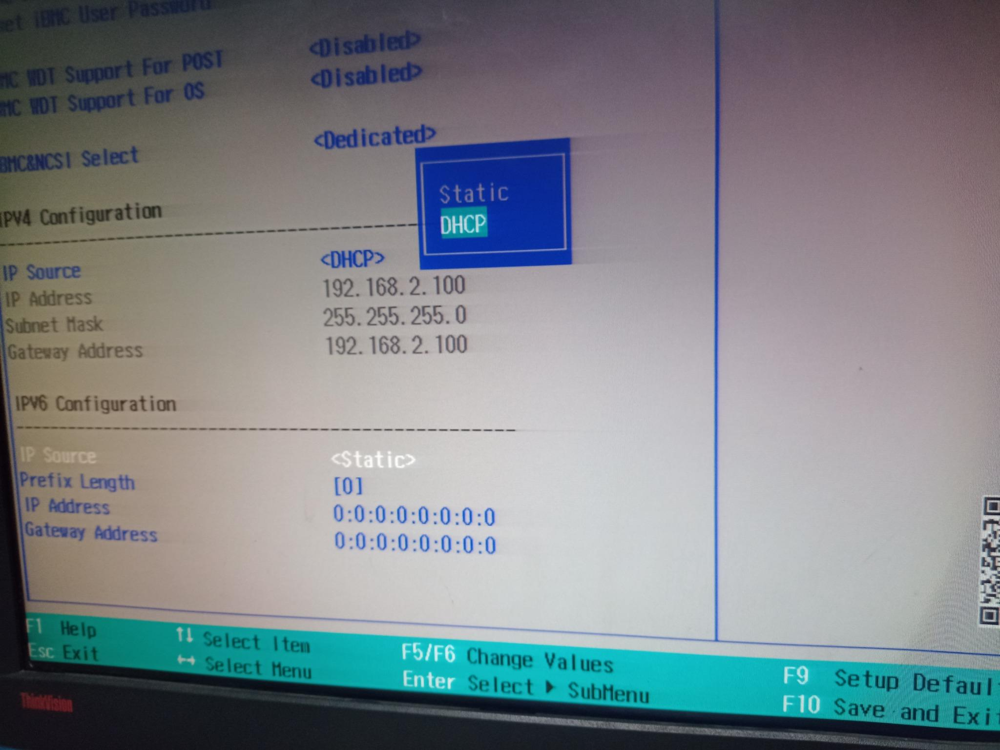 set iBMC User Password
MC WDT Support For POST <Disabled>
MC WDT Support For OS <Disabled>
BMC&NCSI Select <Dedicated>
Static
DHCP
IPV4 Configuration
--------------------------------------------------
IP Source <DHCP>
IP Address 192.168.2.100
Subnet Mask 255.255.255.0
Gateway Address 192.168.2.100
IPV6 Configuration
--------------------------------------------------
IP Source <Static>
Prefix Length [0]
IP Address 0:0:0:0:0:0:0:0
Gateway Address 0:0:0:0:0:0:0:0
F1 Help ↑↓ Select Item F5/F6 Change Values F9 Setup Defaul
Esc Exit ↔ Select Menu Enter Select ▶ SubMenu F10 Save and Exi
ThinkVision